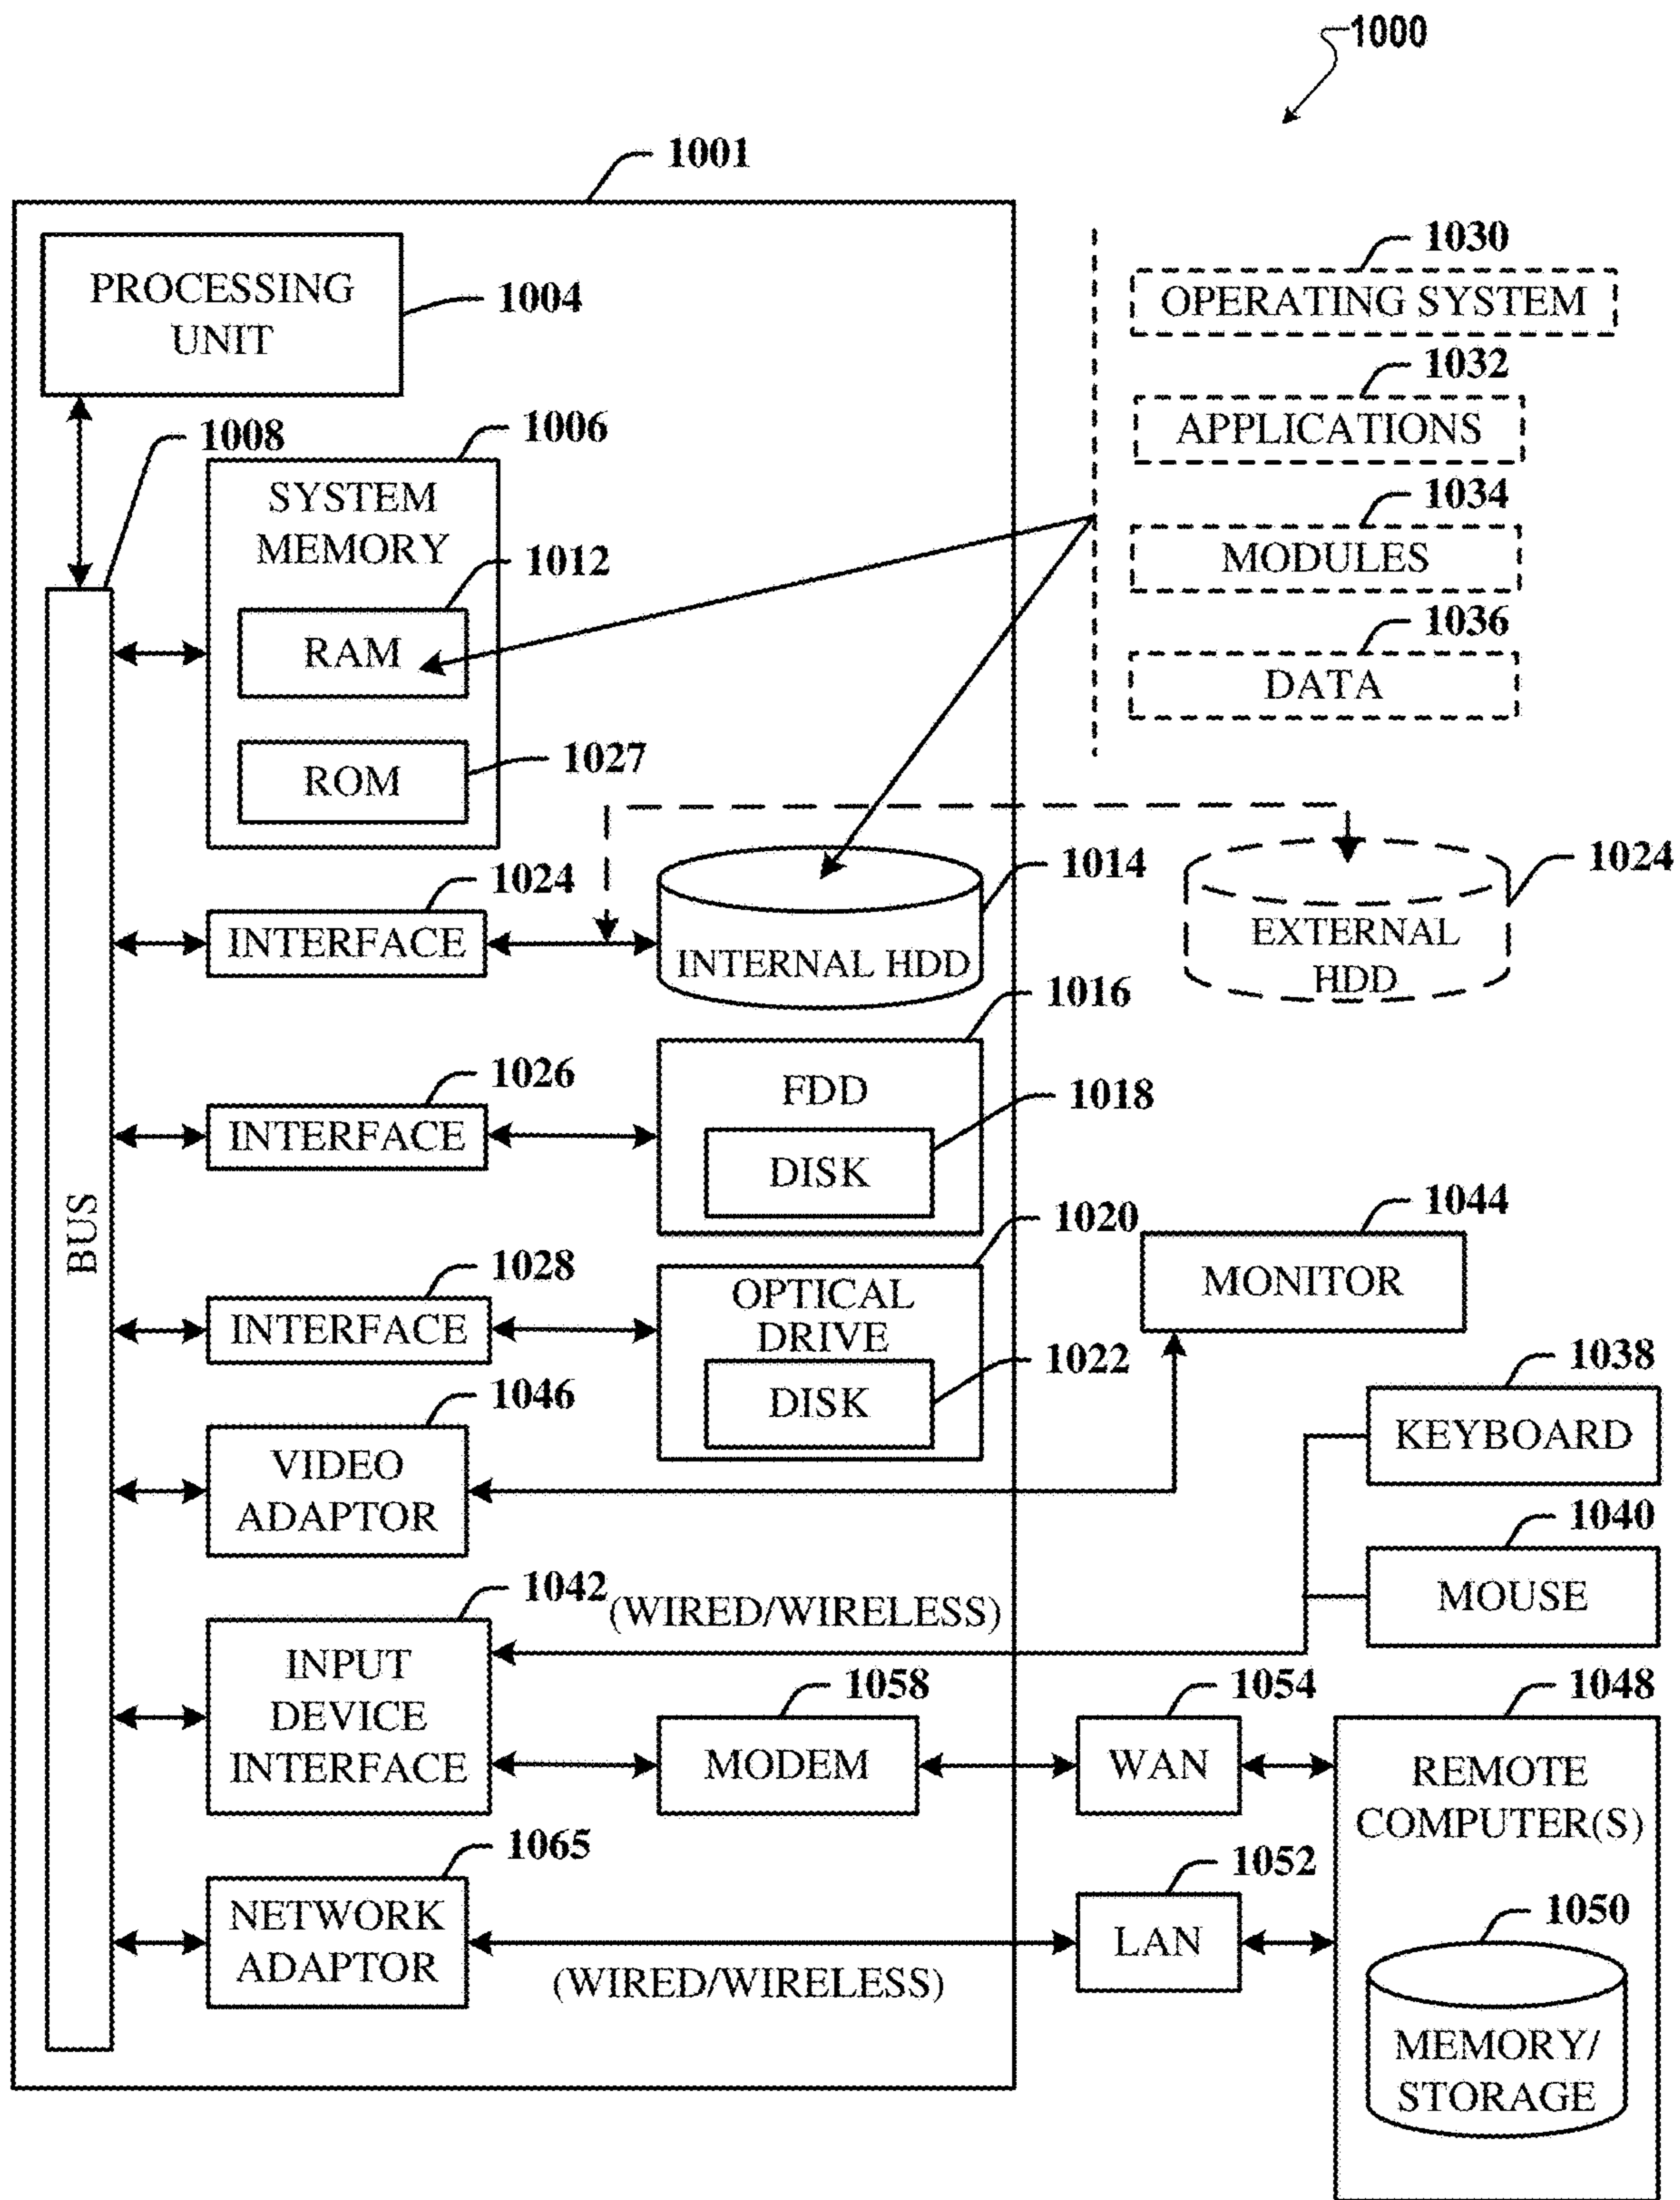 1000
1001
PROCESSING
UNIT
1004
1008
1006
SYSTEM
MEMORY
1012
RAM
ROM
1027
1030
OPERATING SYSTEM
1032
APPLICATIONS
1034
MODULES
1036
DATA
BUS
1024
INTERFACE
1014
INTERNAL HDD
1024
EXTERNAL
HDD
1026
INTERFACE
1016
FDD
1018
DISK
1028
INTERFACE
1020
OPTICAL
DRIVE
1022
DISK
1044
MONITOR
1046
VIDEO
ADAPTOR
1038
KEYBOARD
1040
MOUSE
1042
(WIRED/WIRELESS)
INPUT
DEVICE
INTERFACE
1058
MODEM
1054
WAN
1048
REMOTE
COMPUTER(S)
1065
NETWORK
ADAPTOR
(WIRED/WIRELESS)
1052
LAN
1050
MEMORY/
STORAGE